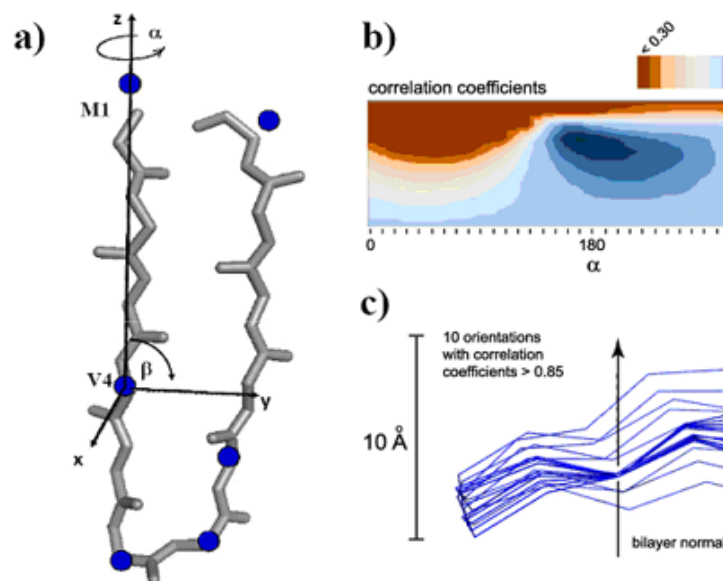 a)
z
α
M1
V4
β
y
x
b)
< 0.30
correlation coefficients
0
180
α
c)
10 orientations
with correlation
coefficients > 0.85
10 Å
bilayer normal